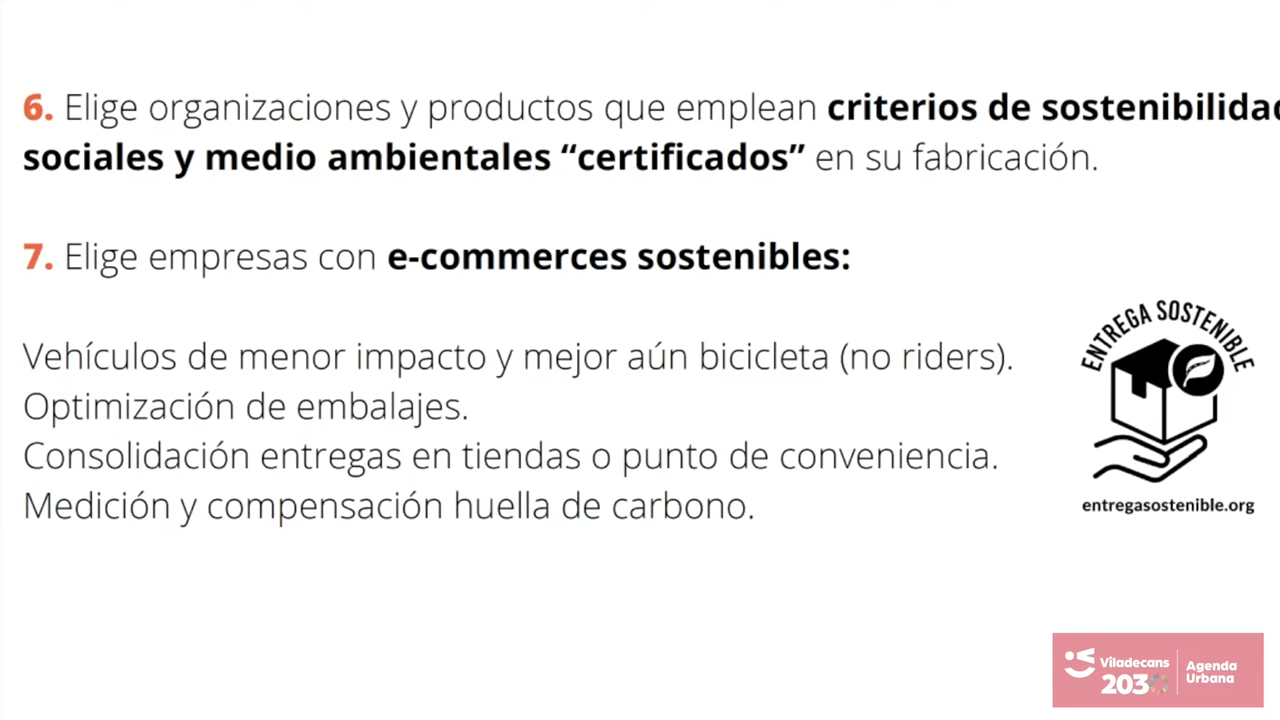 6. Elige organizaciones y productos que emplean criterios de sostenibilidad
sociales y medio ambientales “certificados” en su fabricación.
7. Elige empresas con e-commerces sostenibles:
Vehículos de menor impacto y mejor aún bicicleta (no riders).
Optimización de embalajes.
Consolidación entregas en tiendas o punto de conveniencia.
Medición y compensación huella de carbono.
ENTREGA SOSTENIBLE
entregasostenible.org
Viladecans
2030
Agenda
Urbana